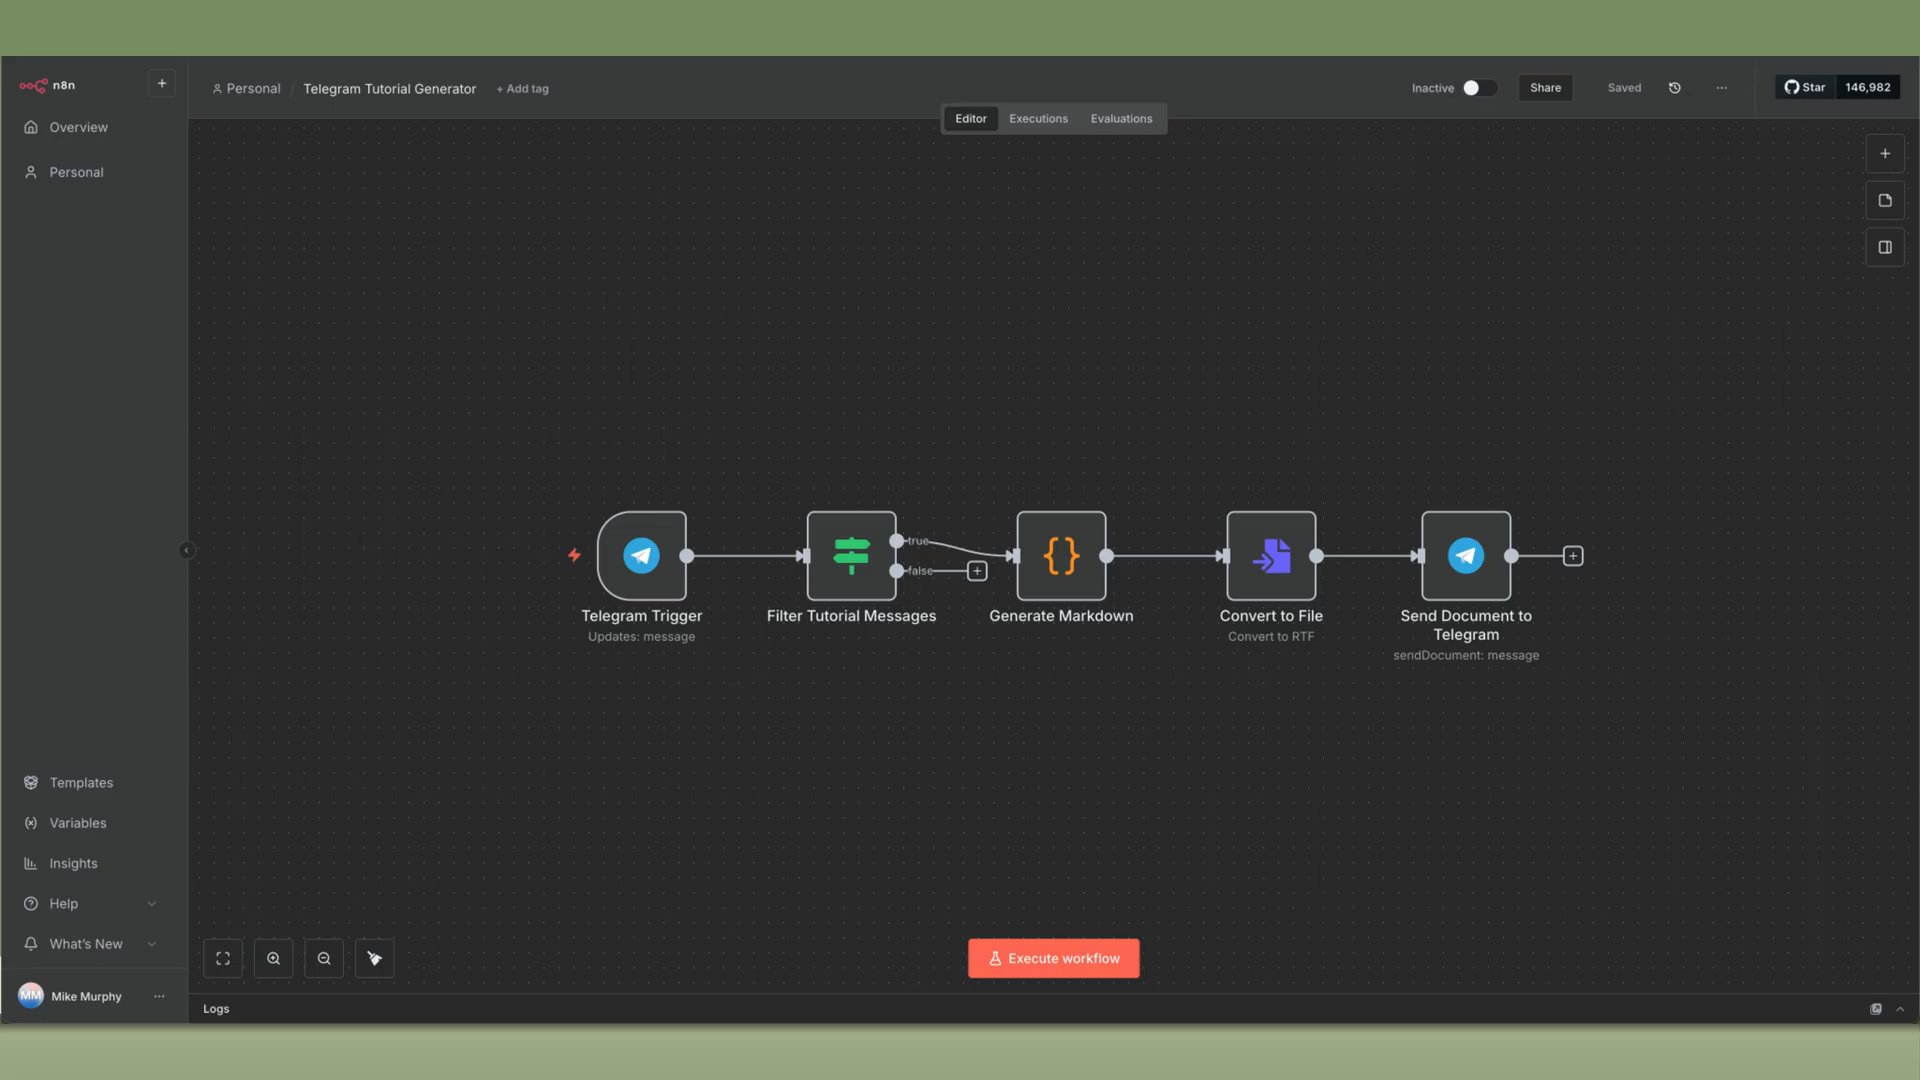 n8n
Personal / Telegram Tutorial Generator + Add tag
Inactive
Share
Saved
Star 146,982
Editor Executions Evaluations
Overview
Personal
true
false
Telegram Trigger
Updates: message
Filter Tutorial Messages
Generate Markdown
Convert to File
Convert to RTF
Send Document to
Telegram
sendDocument: message
Templates
Variables
Insights
Help
What's New
MM Mike Murphy
Execute workflow
Logs